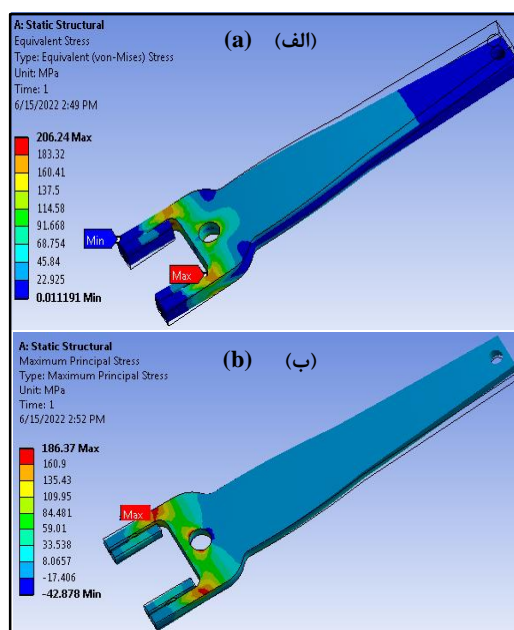 A: Static Structural
Equivalent Stress
Type: Equivalent (von-Mises) Stress
Unit: MPa
Time: 1
6/15/2022 2:49 PM
(a) (الف)
206.24 Max
183.32
160.41
137.5
114.58
91.668
68.754
45.84
22.925
0.011191 Min
Min
Max
A: Static Structural
Maximum Principal Stress
Type: Maximum Principal Stress
Unit: MPa
Time: 1
6/15/2022 2:52 PM
(b) (ب)
186.37 Max
160.9
135.43
109.95
84.481
59.01
33.538
8.0657
-17.406
-42.878 Min
Max